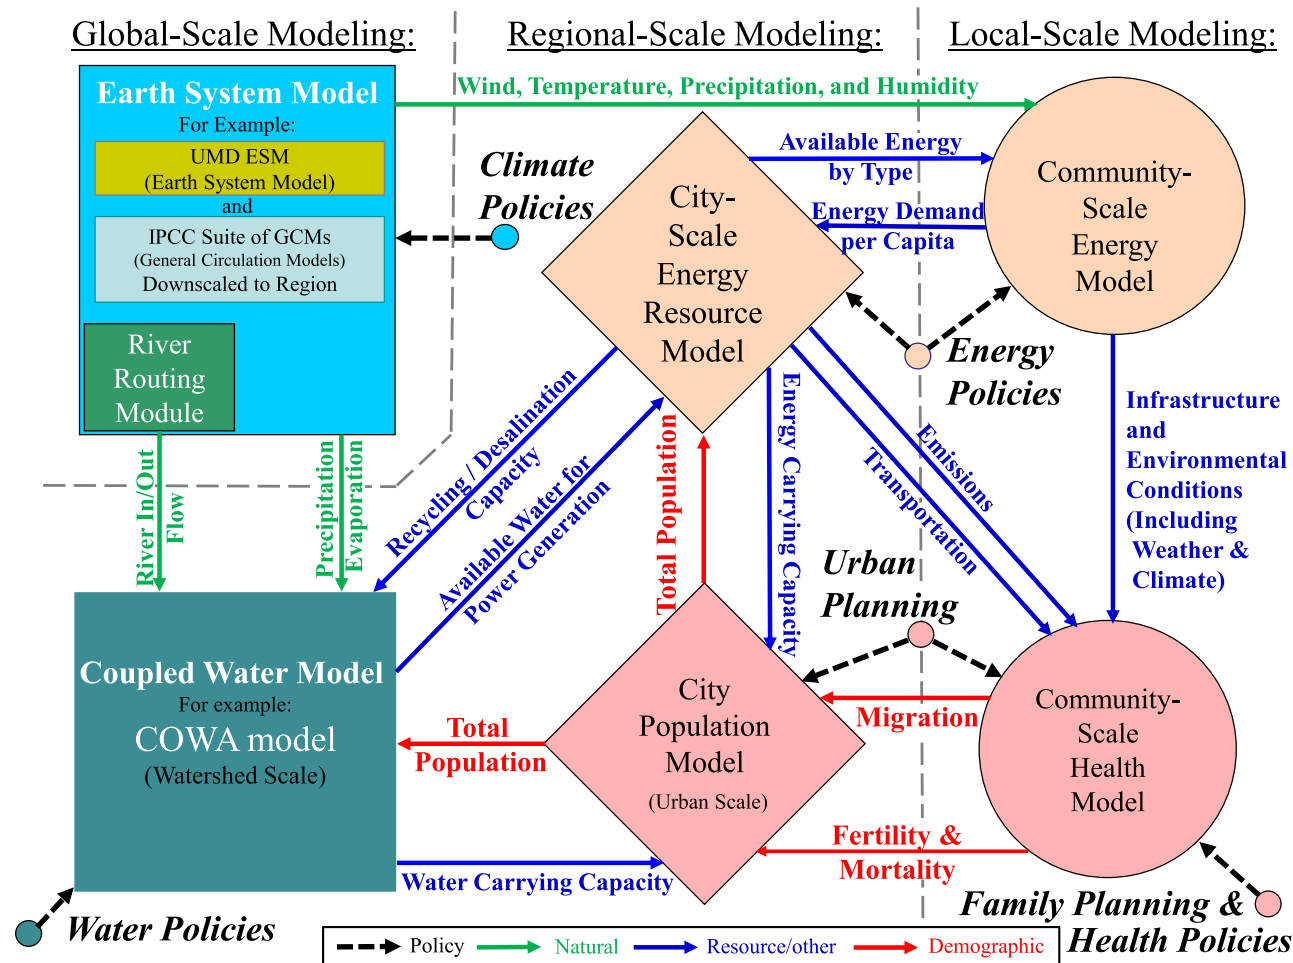 Global-Scale Modeling:
Regional-Scale Modeling:
Local-Scale Modeling:
Earth System Model
For Example:
UMD ESM
(Earth System Model)
and
IPCC Suite of GCMs
(General Circulation Models)
Downscaled to Region
River
Routing
Module
Wind, Temperature, Precipitation, and Humidity
Climate
Policies
City-
Scale
Energy
Resource
Model
Available Energy
by Type
Energy Demand
per Capita
Community-
Scale
Energy
Model
Energy
Policies
River In/Out
Flow
Precipitation
Evaporation
Recycling / Desalination
Capacity
Available Water for
Power Generation
Total Population
Energy Carrying Capacity
Emissions
Transportation
Infrastructure
and
Environmental
Conditions
(Including
Weather &
Climate)
Urban
Planning
Coupled Water Model
For example:
COWA model
(Watershed Scale)
Total
Population
City
Population
Model
(Urban Scale)
Migration
Community-
Scale
Health
Model
Fertility &
Mortality
Water Carrying Capacity
Water Policies
Family Planning &
Health Policies
Policy
Natural
Resource/other
Demographic